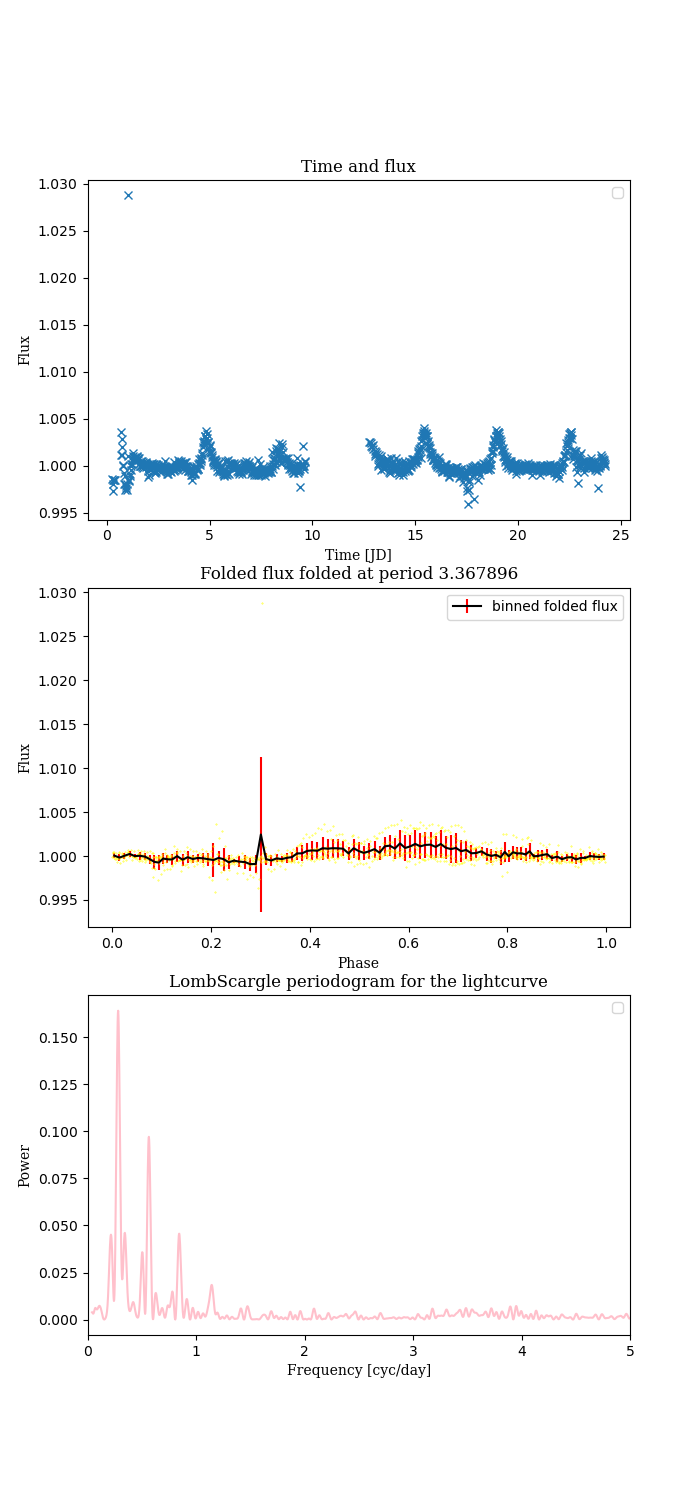 Time and flux
1.030
1.025
1.020
1.015
1.010
1.005
1.000
0.995
Flux
0 5 10 15 20 25
Time [JD]
Folded flux folded at period 3.367896
1.030
1.025
1.020
1.015
1.010
1.005
1.000
0.995
Flux
binned folded flux
0.0 0.2 0.4 0.6 0.8 1.0
Phase
LombScargle periodogram for the lightcurve
0.150
0.125
0.100
0.075
0.050
0.025
0.000
Power
0 1 2 3 4 5
Frequency [cyc/day]